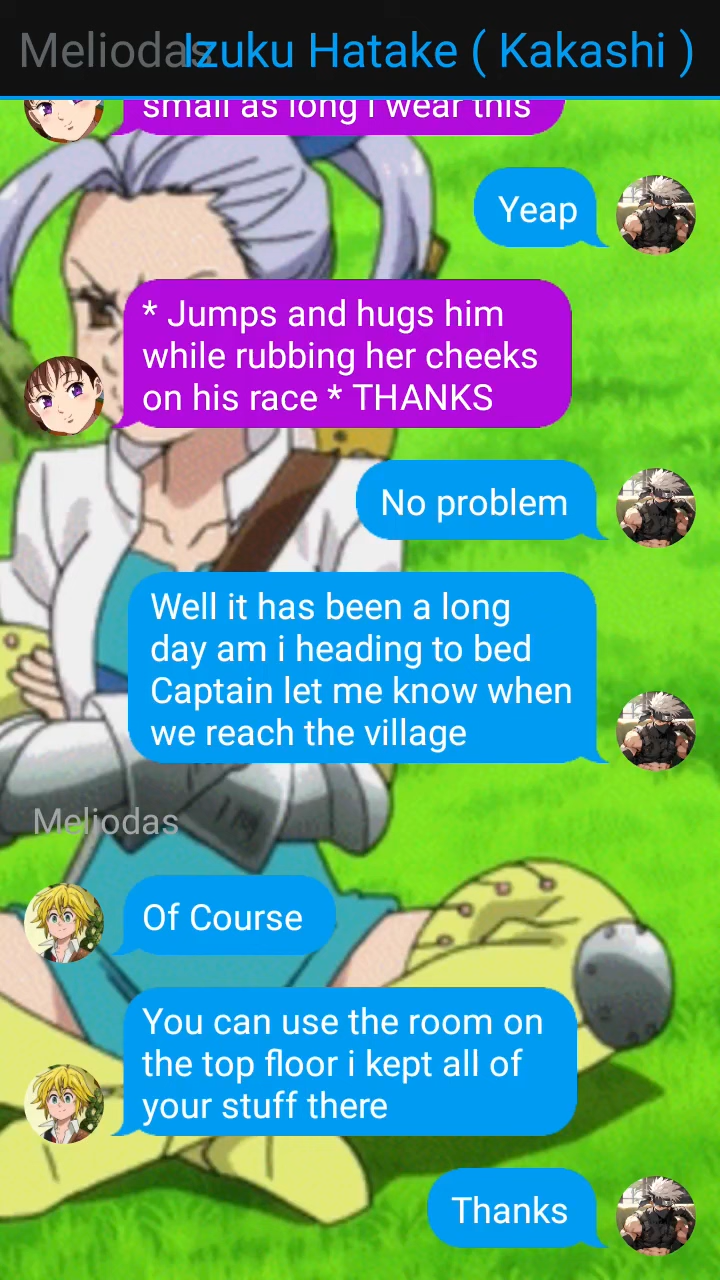 Meliodas Izuku Hatake ( Kakashi )
small as long i wear this
Yeap
* Jumps and hugs him
while rubbing her cheeks
on his race * THANKS
No problem
Well it has been a long
day am i heading to bed
Captain let me know when
we reach the village
Meliodas
Of Course
You can use the room on
the top floor i kept all of
your stuff there
Thanks